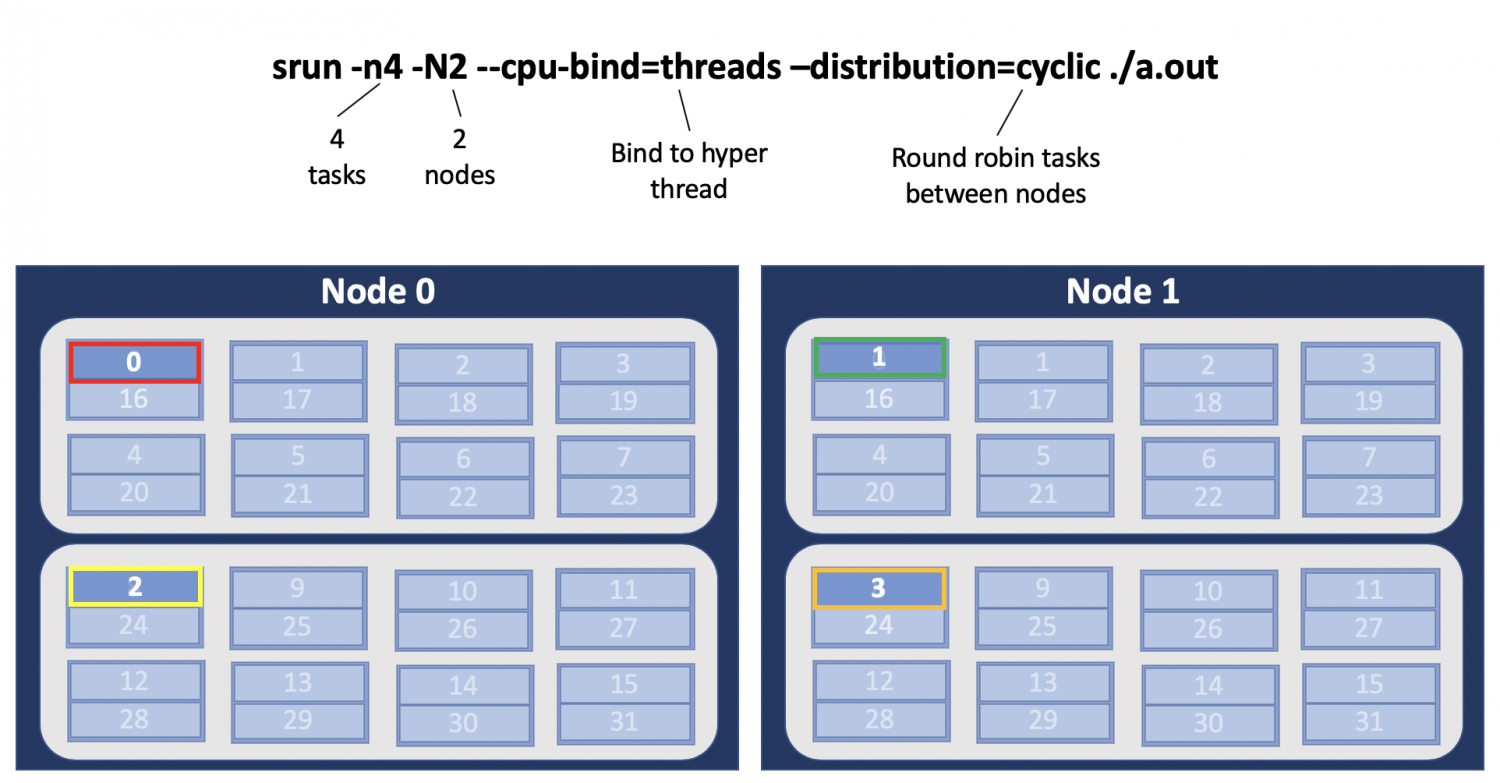 srun -n4 -N2 --cpu-bind=threads –distribution=cyclic ./a.out
4
tasks
2
nodes
Bind to hyper
thread
Round robin tasks
between nodes
Node 0
0 1 2 3
16 17 18 19
4 5 6 7
20 21 22 23
2 9 10 11
24 25 26 27
12 13 14 15
28 29 30 31
Node 1
1 1 2 3
16 17 18 19
4 5 6 7
20 21 22 23
3 9 10 11
24 25 26 27
12 13 14 15
28 29 30 31